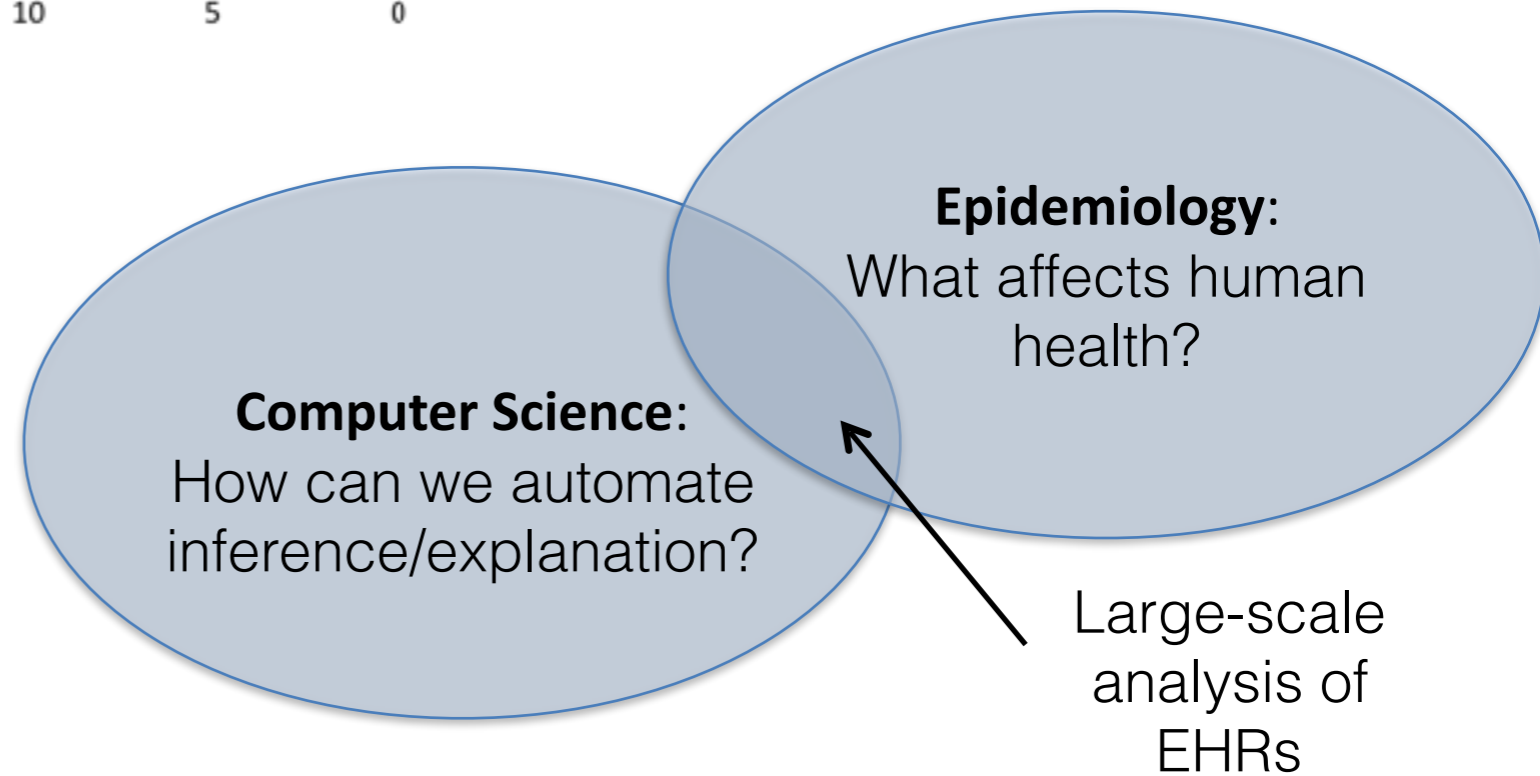 10 5 0
Epidemiology:
What affects human
health?
Computer Science:
How can we automate
inference/explanation?
Large-scale
analysis of
EHRs